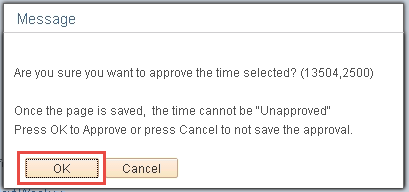 Message
Are you sure you want to approve the time selected? (13504,2500)
Once the page is saved, the time cannot be "Unapproved"
Press OK to Approve or press Cancel to not save the approval.
OK Cancel